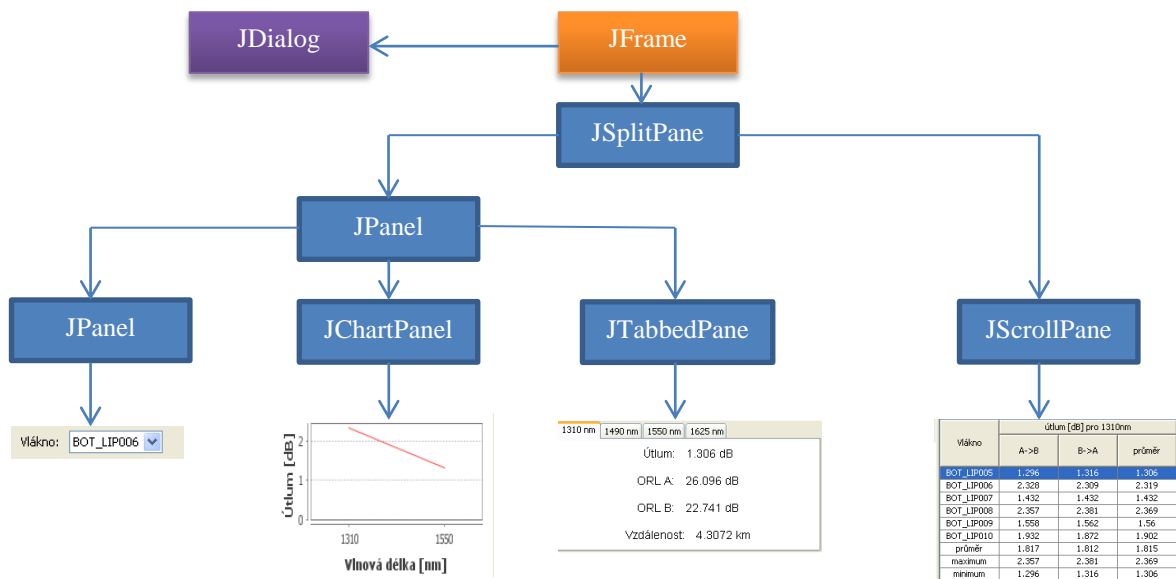 JDialog
JFrame
JSplitPane
JPanel
JPanel
JChartPanel
JTabbedPane
JScrollPane
Vlákno: BOT_LIP006
Útlum [dB]
2
1
0
1310 1550
Vlnová délka [nm]
1310 nm 1490 nm 1550 nm 1625 nm
Útlum: 1.306 dB
ORL A: 26.096 dB
ORL B: 22.741 dB
Vzdálenost: 4.3072 km
Vlákno útlum [dB] pro 1310nm
A->B B->A průměr
BOT_LIP005 1.296 1.316 1.306
BOT_LIP006 2.328 2.309 2.319
BOT_LIP007 1.432 1.432 1.432
BOT_LIP008 2.357 2.381 2.369
BOT_LIP009 1.558 1.562 1.56
BOT_LIP010 1.932 1.872 1.902
průměr 1.817 1.812 1.815
maximum 2.357 2.381 2.369
minimum 1.296 1.316 1.306